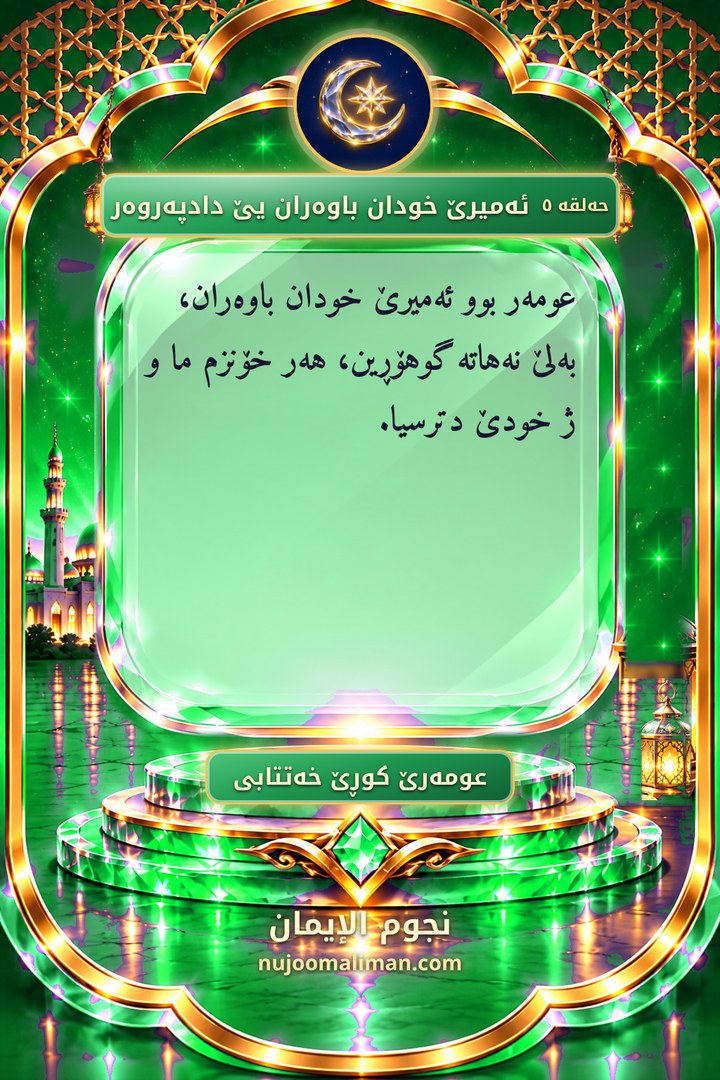 حەلقە ٥ ئەمیرێ خودان باوەران یێ دادپەروەر
عومەر بوو ئەمیرێ خودان باوەران،
بەلێ نەهاتە گوهۆڕین، هەر خۆنزم ما و
ژ خودێ دترسیا.
عومەرێ کوڕێ خەتتابی
نجوم الإيمان
nujoomaliman.com